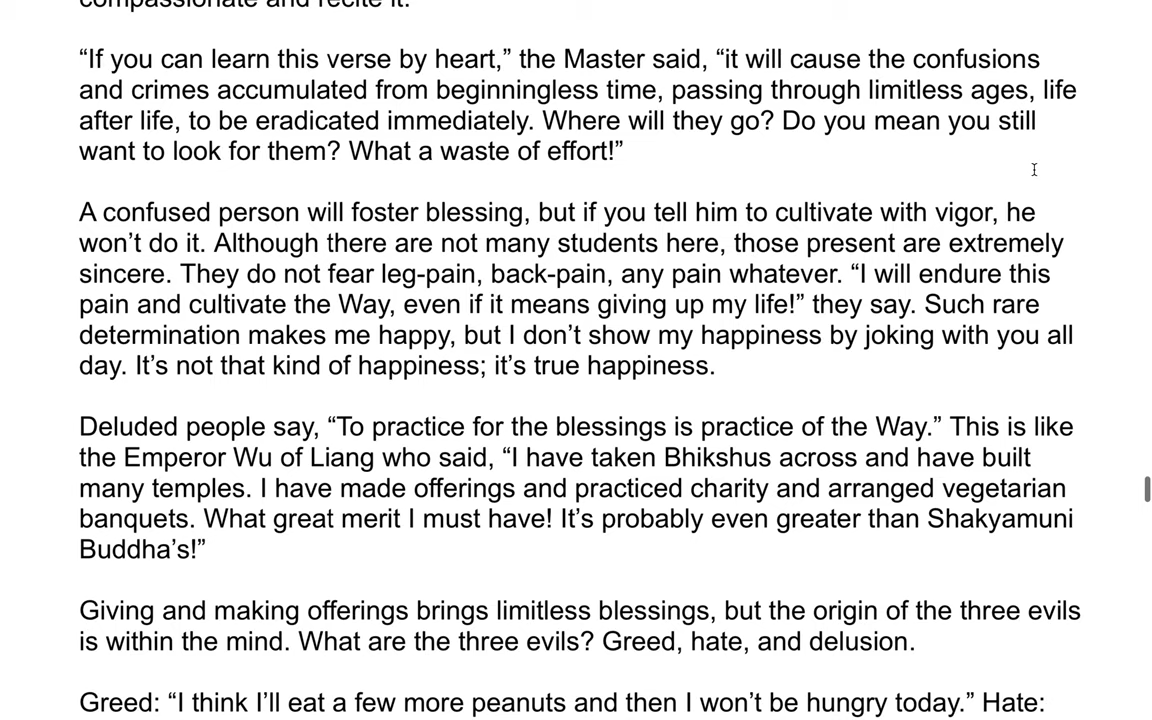 compassionate and recite it.
“If you can learn this verse by heart,” the Master said, “it will cause the confusions
and crimes accumulated from beginningless time, passing through limitless ages, life
after life, to be eradicated immediately. Where will they go? Do you mean you still
want to look for them? What a waste of effort!”
A confused person will foster blessing, but if you tell him to cultivate with vigor, he
won’t do it. Although there are not many students here, those present are extremely
sincere. They do not fear leg-pain, back-pain, any pain whatever. “I will endure this
pain and cultivate the Way, even if it means giving up my life!” they say. Such rare
determination makes me happy, but I don’t show my happiness by joking with you all
day. It’s not that kind of happiness; it’s true happiness.
Deluded people say, “To practice for the blessings is practice of the Way.” This is like
the Emperor Wu of Liang who said, “I have taken Bhikshus across and have built
many temples. I have made offerings and practiced charity and arranged vegetarian
banquets. What great merit I must have! It’s probably even greater than Shakyamuni
Buddha’s!”
Giving and making offerings brings limitless blessings, but the origin of the three evils
is within the mind. What are the three evils? Greed, hate, and delusion.
Greed: “I think I’ll eat a few more peanuts and then I won’t be hungry today.” Hate: